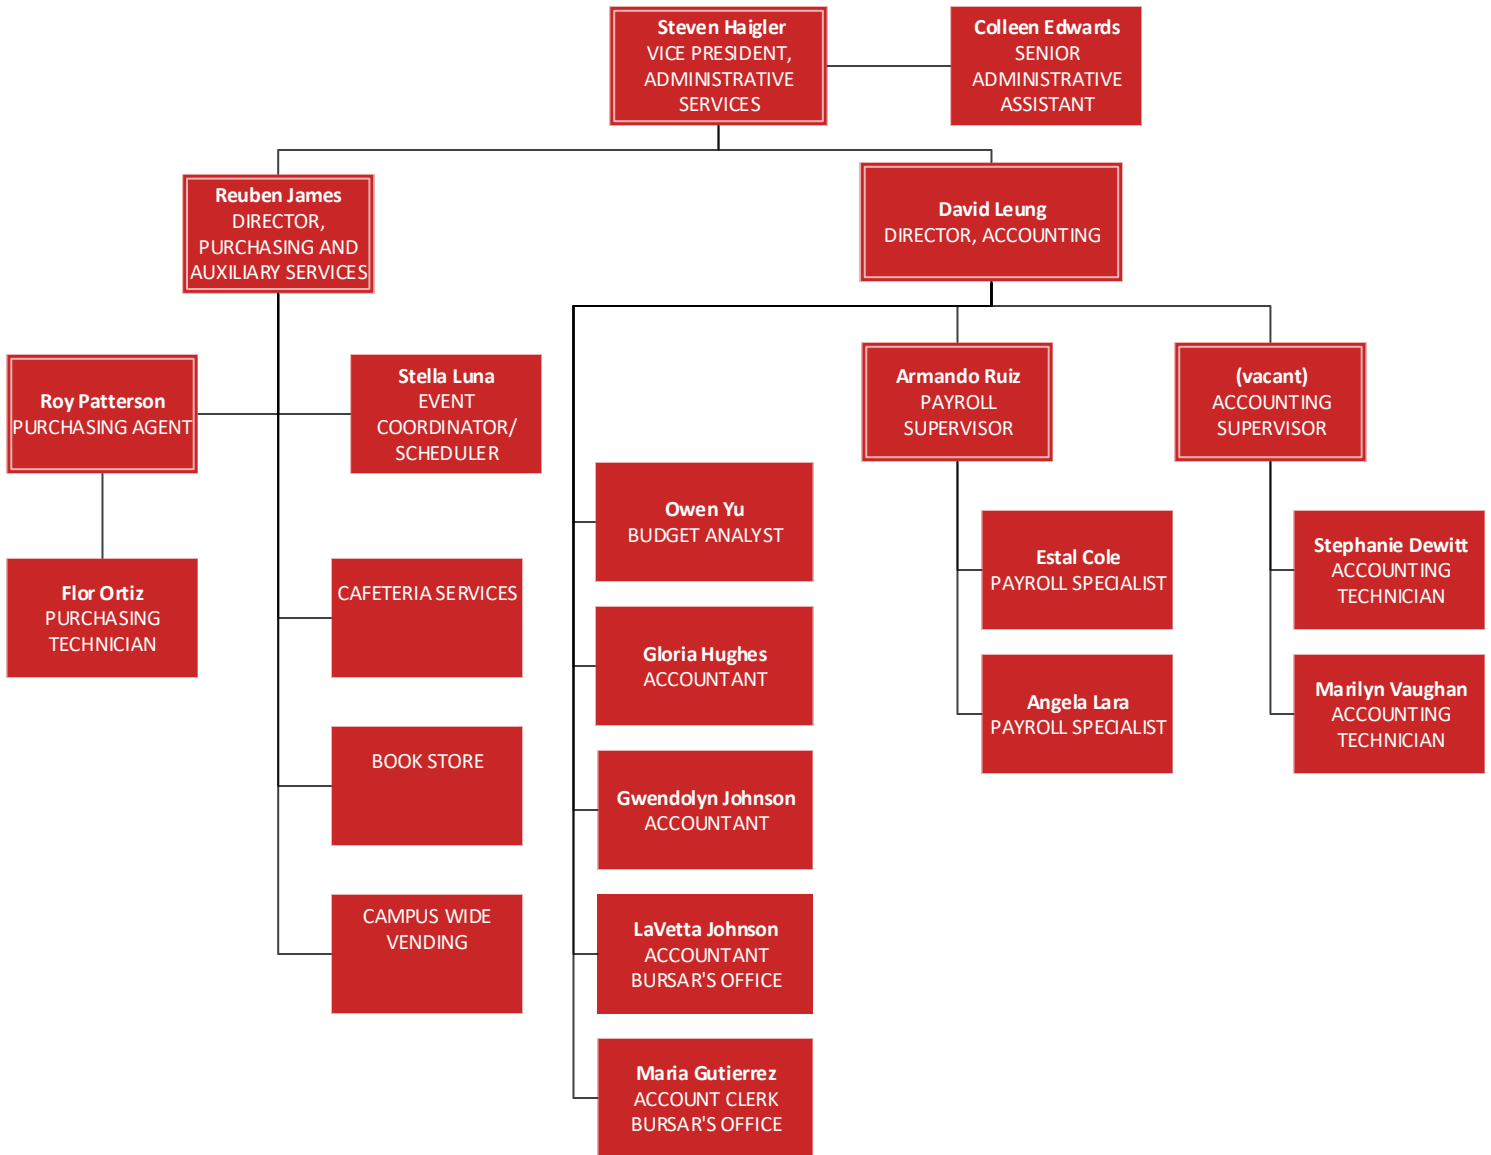 Steven Haigler
VICE PRESIDENT,
ADMINISTRATIVE
SERVICES
Colleen Edwards
SENIOR
ADMINISTRATIVE
ASSISTANT
Reuben James
DIRECTOR,
PURCHASING AND
AUXILIARY SERVICES
David Leung
DIRECTOR, ACCOUNTING
Roy Patterson
PURCHASING AGENT
Stella Luna
EVENT
COORDINATOR/
SCHEDULER
Armando Ruiz
PAYROLL
SUPERVISOR
(vacant)
ACCOUNTING
SUPERVISOR
Flor Ortiz
PURCHASING
TECHNICIAN
CAFETERIA SERVICES
BOOK STORE
CAMPUS WIDE
VENDING
Owen Yu
BUDGET ANALYST
Gloria Hughes
ACCOUNTANT
Gwendolyn Johnson
ACCOUNTANT
LaVetta Johnson
ACCOUNTANT
BURSAR'S OFFICE
Maria Gutierrez
ACCOUNT CLERK
BURSAR'S OFFICE
Estal Cole
PAYROLL SPECIALIST
Angela Lara
PAYROLL SPECIALIST
Stephanie Dewitt
ACCOUNTING
TECHNICIAN
Marilyn Vaughan
ACCOUNTING
TECHNICIAN